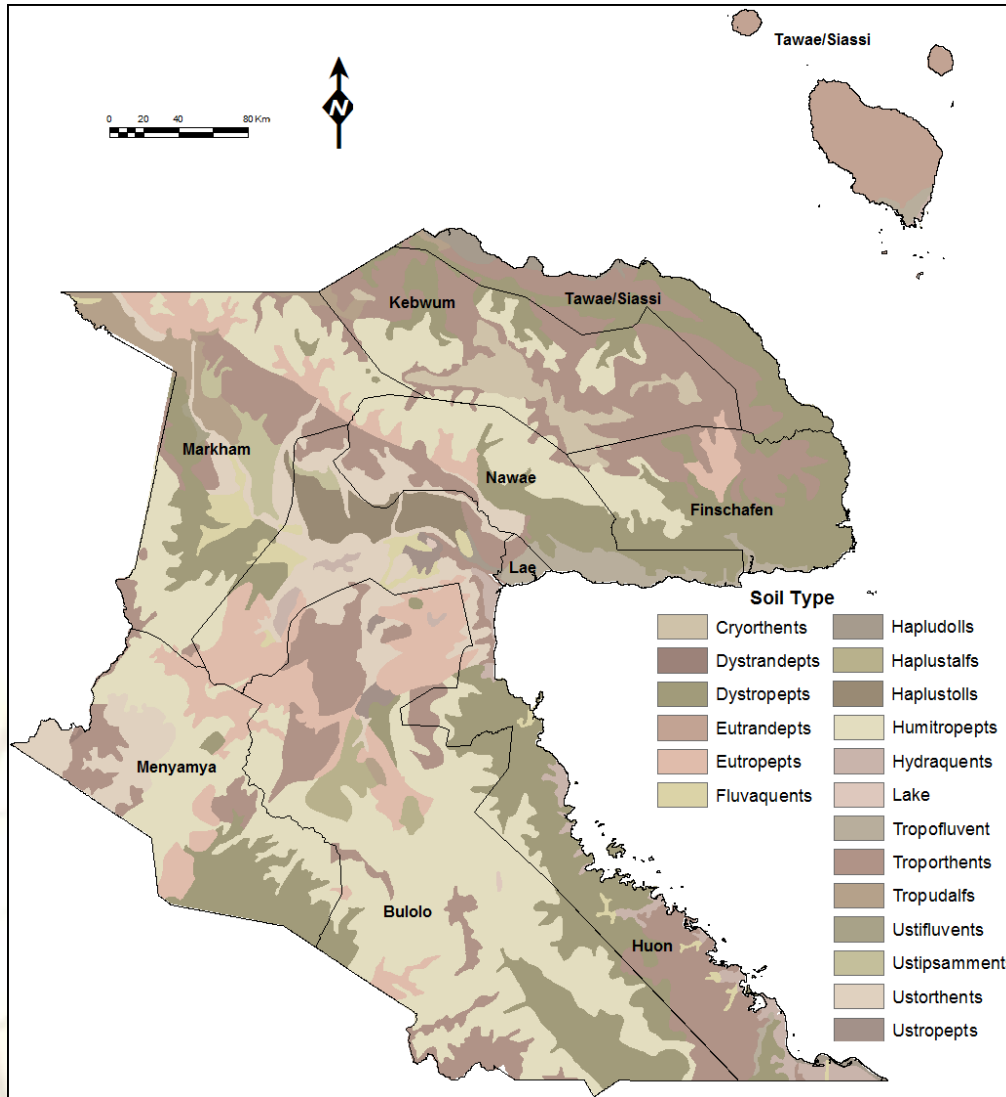 Tawae/Siassi
N
0 20 40 80 Km
Kebwum
Tawae/Siassi
Markham
Nawae
Finschafen
Lae
Menyamya
Bulolo
Huon
Soil Type
Cryorthents
Dystrandepts
Dystropepts
Eutrandepts
Eutropepts
Fluvaquents
Hapludolls
Haplustalfs
Haplustolls
Humitropepts
Hydraquents
Lake
Tropofluvent
Troporthents
Tropudalfs
Ustifluvents
Ustipsamment
Ustorthents
Ustropepts